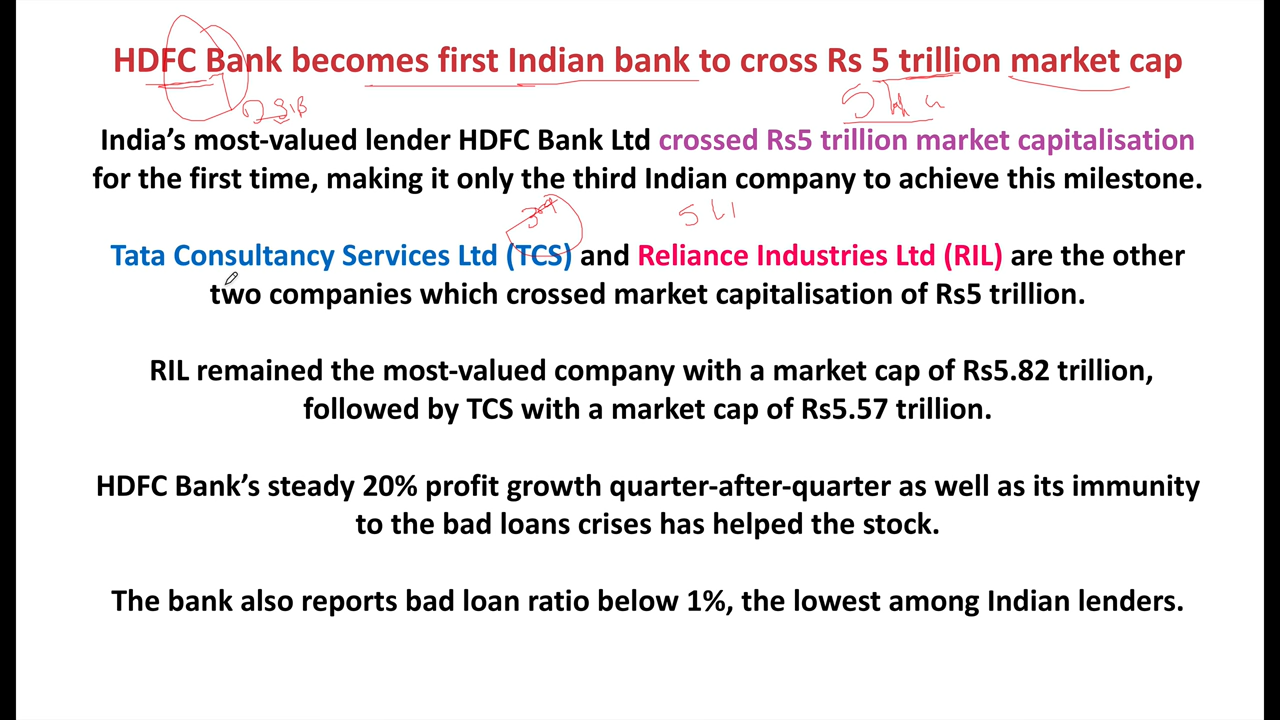 HDFC Bank becomes first Indian bank to cross Rs 5 trillion market cap
India's most-valued lender HDFC Bank Ltd crossed Rs5 trillion market capitalisation
for the first time, making it only the third Indian company to achieve this milestone.
Tata Consultancy Services Ltd (TCS) and Reliance Industries Ltd (RIL) are the other
two companies which crossed market capitalisation of Rs5 trillion.
RIL remained the most-valued company with a market cap of Rs5.82 trillion,
followed by TCS with a market cap of Rs5.57 trillion.
HDFC Bank's steady 20% profit growth quarter-after-quarter as well as its immunity
to the bad loans crises has helped the stock.
The bank also reports bad loan ratio below 1%, the lowest among Indian lenders.